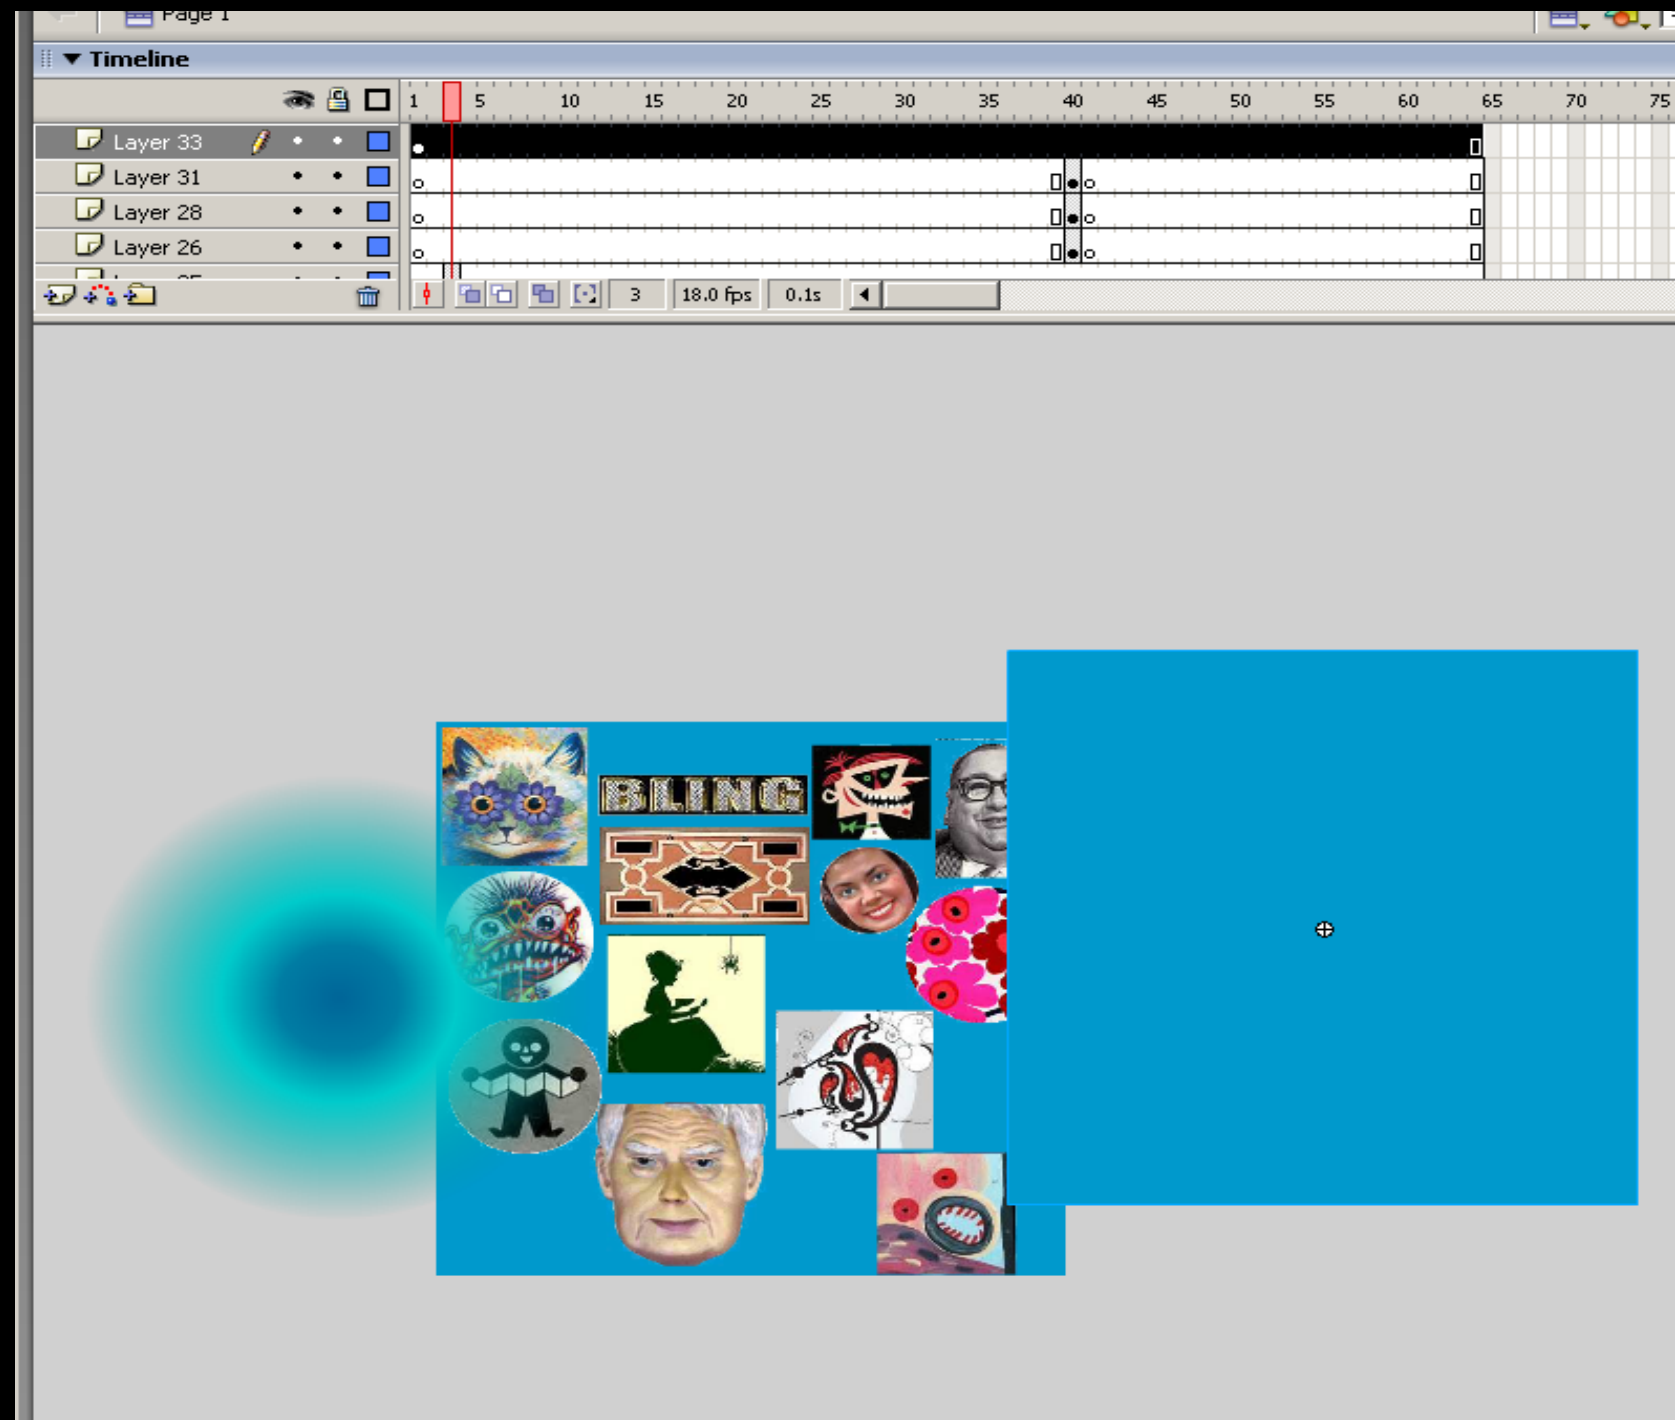 Page 1
Timeline
1 5 10 15 20 25 30 35 40 45 50 55 60 65 70 75
Layer 33
Layer 31
Layer 28
Layer 26
3 18.0 fps 0.1s
BLING